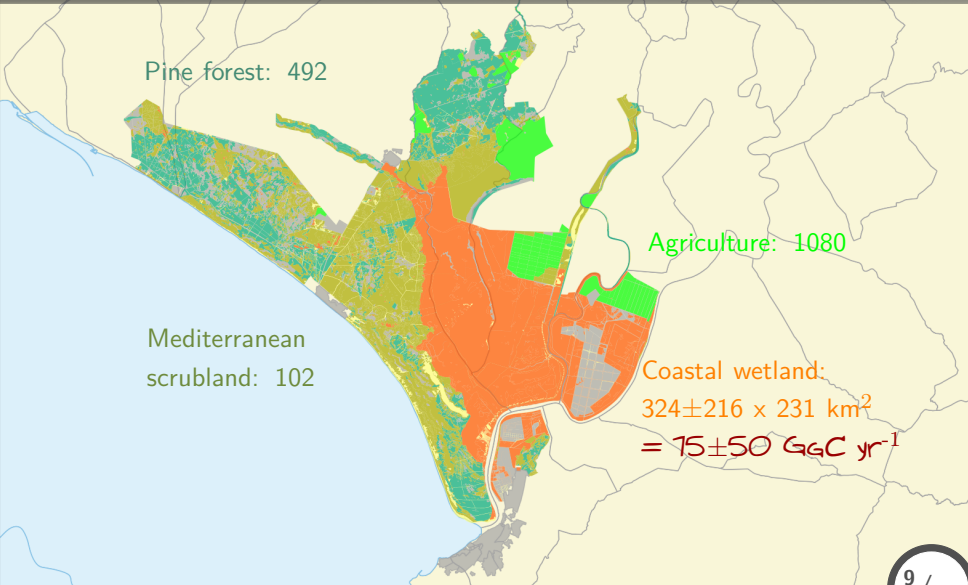 Pine forest: 492
Agriculture: 1080
Mediterranean
scrubland: 102
Coastal wetland:
324±216 x 231 km²
= 75±50 GgC yr⁻¹
9 /